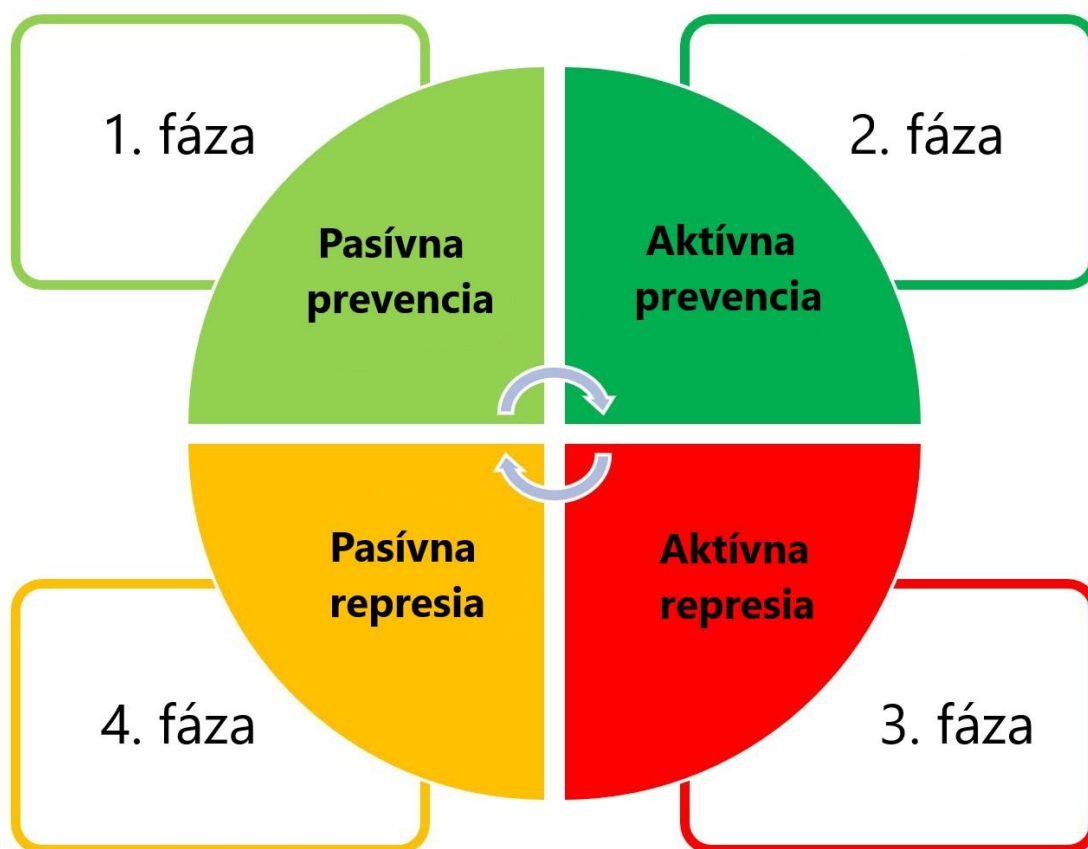 1. fáza
2. fáza
Pasívna
prevencia
Aktívna
prevencia
Pasívna
represia
Aktívna
represia
4. fáza
3. fáza